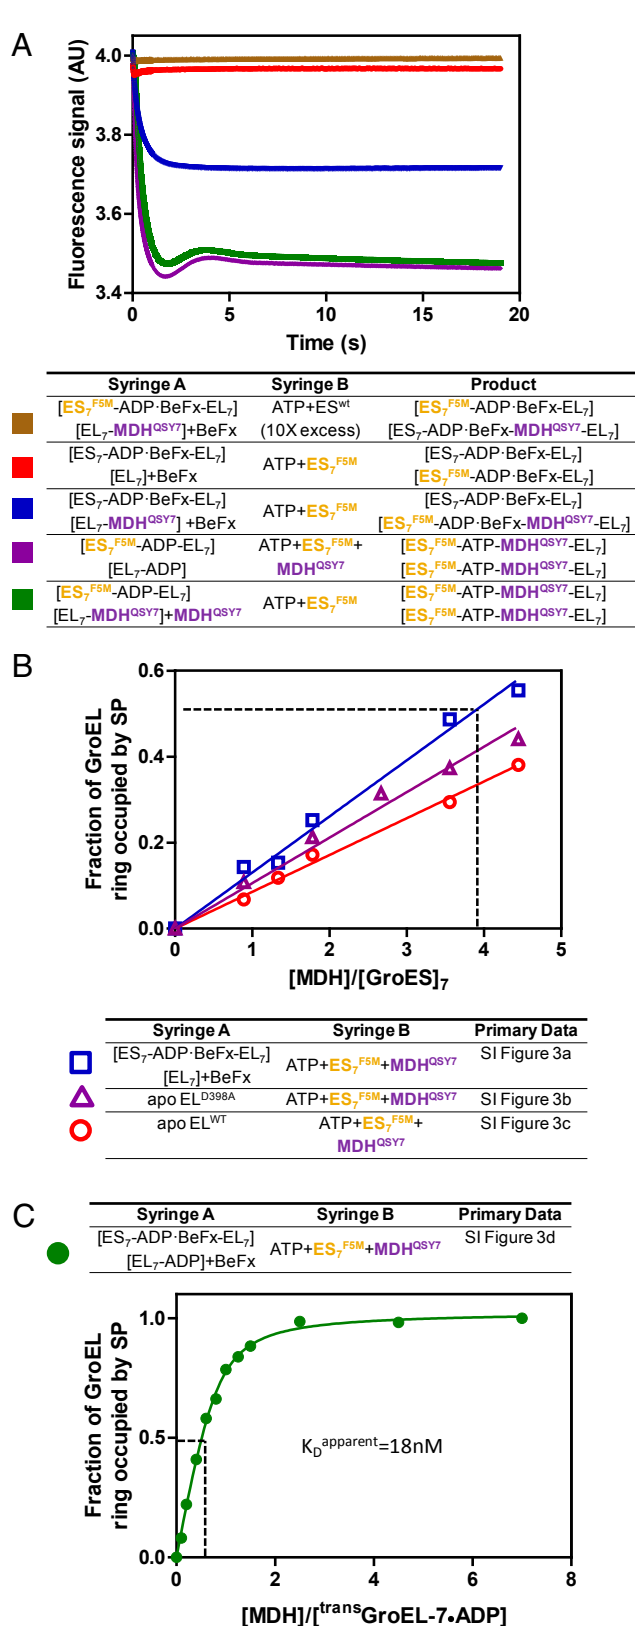 A
Fluorescence signal (AU)
4.0
3.8
3.6
3.4
0 5 10 15 20
Time (s)
Syringe A Syringe B Product
[ES7F5M-ADP·BeFx-EL7] ATP+ESwt [ES7F5M-ADP·BeFx-EL7]
[EL7-MDHQSY7]+BeFx (10X excess) [ES7-ADP·BeFx-MDHQSY7-EL7]
[ES7-ADP·BeFx-EL7] ATP+ES7F5M [ES7-ADP·BeFx-EL7]
[EL7]+BeFx [ES7F5M-ADP·BeFx-EL7]
[ES7-ADP·BeFx-EL7] ATP+ES7F5M [ES7-ADP·BeFx-EL7]
[EL7-MDHQSY7] +BeFx [ES7F5M-ADP·BeFx-MDHQSY7-EL7]
[ES7F5M-ADP-EL7] ATP+ES7F5M+ [ES7F5M-ATP-MDHQSY7-EL7]
[EL7-ADP] MDHQSY7 [ES7F5M-ATP-MDHQSY7-EL7]
[ES7F5M-ADP-EL7] ATP+ES7F5M [ES7F5M-ATP-MDHQSY7-EL7]
[EL7-MDHQSY7]+MDHQSY7 [ES7F5M-ATP-MDHQSY7-EL7]
B
Fraction of GroEL
ring occupied by SP
0.6
0.4
0.2
0.0
0 1 2 3 4 5
[MDH]/[GroES]7
Syringe A Syringe B Primary Data
[ES7-ADP·BeFx-EL7] ATP+ES7F5M+MDHQSY7 SI Figure 3a
[EL7]+BeFx
apo ELD398A ATP+ES7F5M+MDHQSY7 SI Figure 3b
apo ELWT ATP+ES7F5M+ SI Figure 3c
MDHQSY7
C
Syringe A Syringe B Primary Data
[ES7-ADP·BeFx-EL7] ATP+ES7F5M+MDHQSY7 SI Figure 3d
[EL7-ADP]+BeFx
Fraction of GroEL
ring occupied by SP
1.0
0.5
0.0
KDapparent=18nM
0 2 4 6 8
[MDH]/[transGroEL-7•ADP]